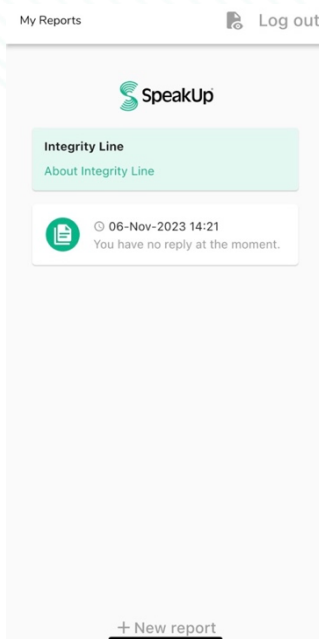 My Reports
Log out
SpeakUp
Integrity Line
About Integrity Line
06-Nov-2023 14:21
You have no reply at the moment.
+ New report